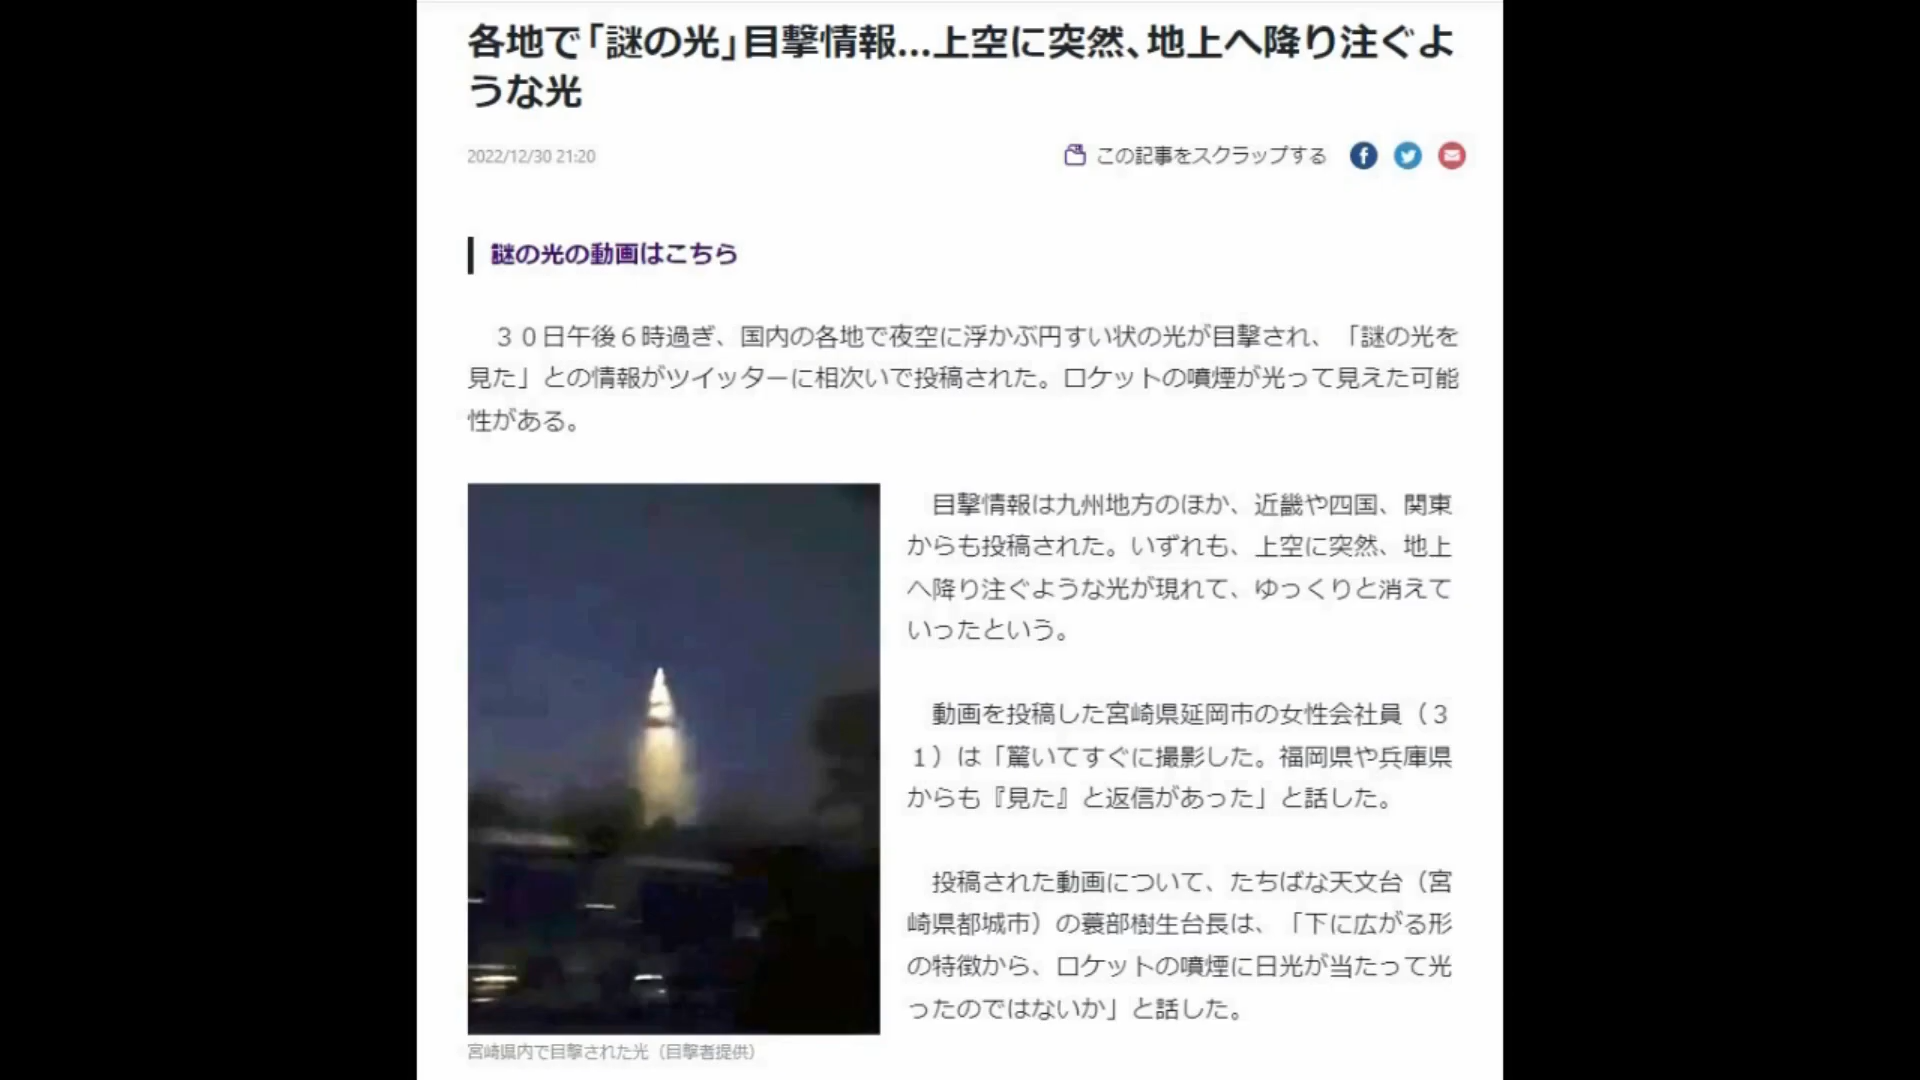 各地で「謎の光」目撃情報…上空に突然、地上へ降り注ぐよ
うな光
2022/12/30 21:20
この記事をスクラップする
謎の光の動画はこちら
３０日午後６時過ぎ、国内の各地で夜空に浮かぶ円すい状の光が目撃され、「謎の光を
見た」との情報がツイッターに相次いで投稿された。ロケットの噴煙が光って見えた可能
性がある。
目撃情報は九州地方のほか、近畿や四国、関東
からも投稿された。いずれも、上空に突然、地上
へ降り注ぐような光が現れて、ゆっくりと消えて
いったという。
動画を投稿した宮崎県延岡市の女性会社員（３
１）は「驚いてすぐに撮影した。福岡県や兵庫県
からも『見た』と返信があった」と話した。
投稿された動画について、たちばな天文台（宮
崎県都城市）の蓑部樹生台長は、「下に広がる形
の特徴から、ロケットの噴煙に日光が当たって光
ったのではないか」と話した。
宮崎県内で目撃された光（目撃者提供）